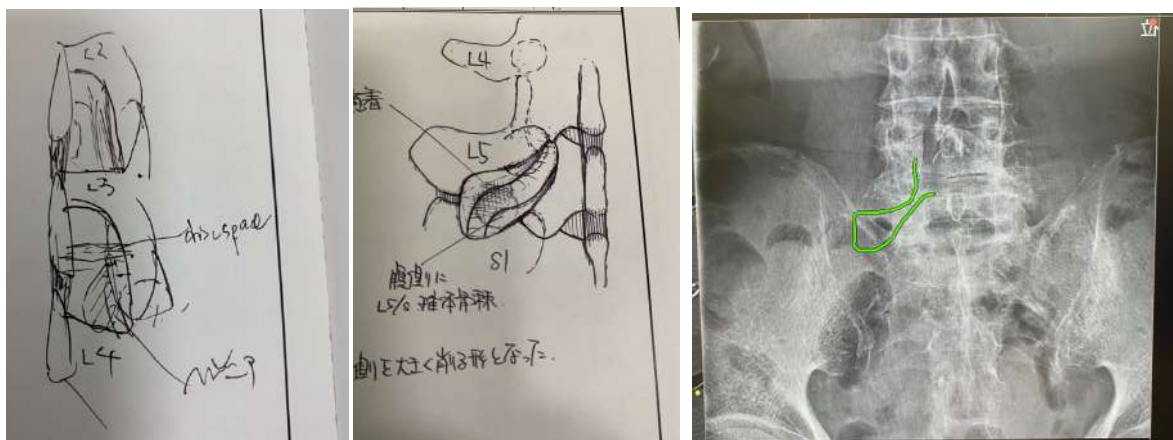 L2
L3
disc space
L4
L4
L5
S1
腹側に
L5/S 椎体骨棘
側を大きく削る形となった.
立